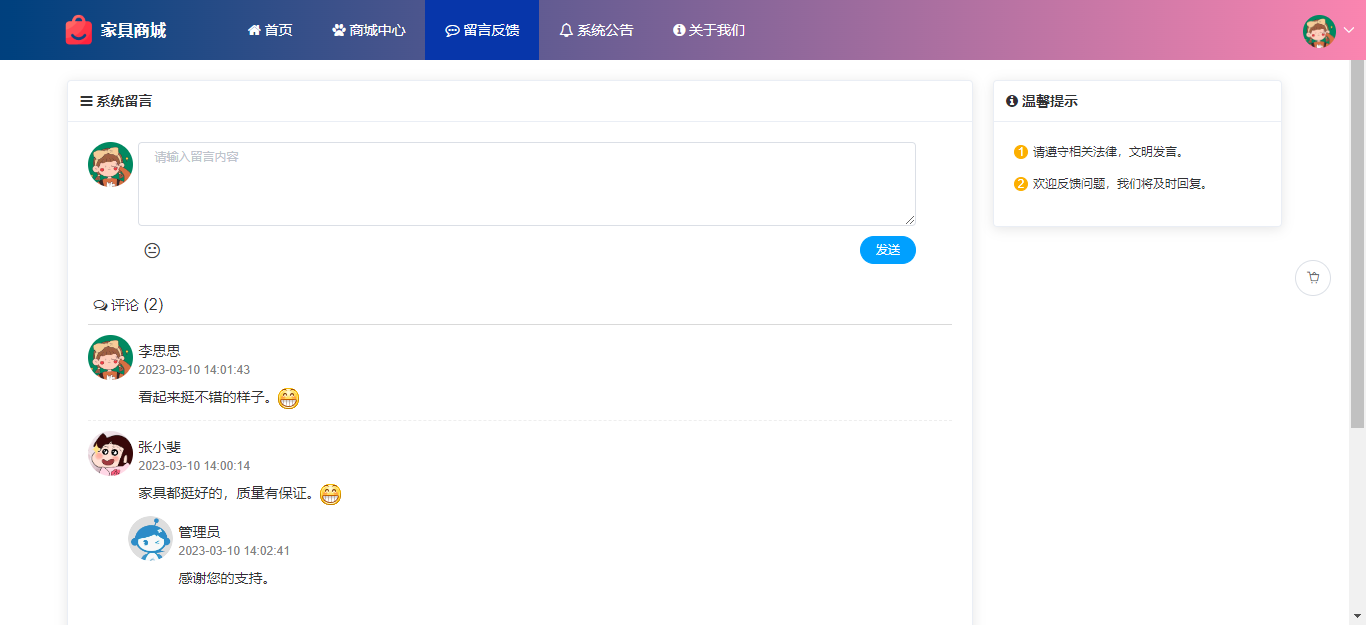 家具商城 首页 商城中心 留言反馈 系统公告 关于我们
系统留言
请输入留言内容
发送
评论 (2)
李思思
2023-03-10 14:01:43
看起来挺不错的样子。
张小斐
2023-03-10 14:00:14
家具都挺好的，质量有保证。
管理员
2023-03-10 14:02:41
感谢您的支持。
温馨提示
1 请遵守相关法律，文明发言。
2 欢迎反馈问题，我们将及时回复。